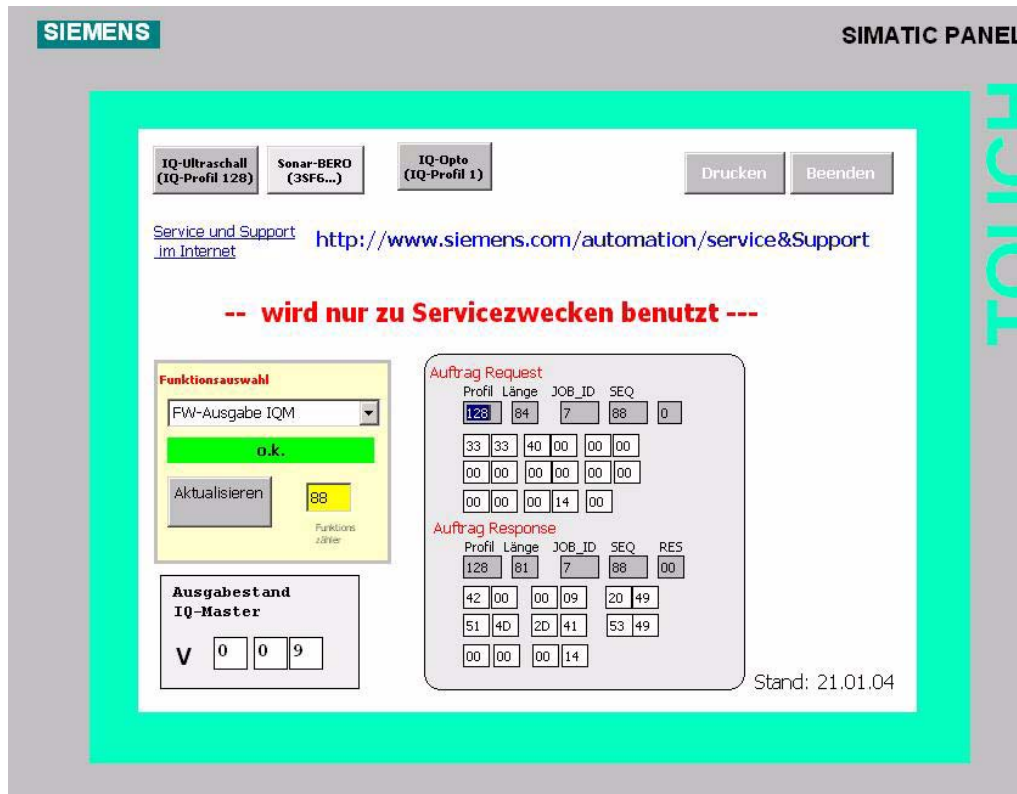 SIEMENS
SIMATIC PANEL
TOUCH
IQ-Ultraschall
(IQ-Profil 128)
Sonar-BERO
(3SF6...)
IQ-Opto
(IQ-Profil 1)
Drucken
Beenden
Service und Support
im Internet
http://www.siemens.com/automation/service&Support
-- wird nur zu Servicezwecken benutzt ---
Funktionsauswahl
FW-Ausgabe IQM
o.k.
Aktualisieren
88
Funktions
zähler
Ausgabestand
IQ-Master
V 0 0 9
Auftrag Request
Profil Länge JOB_ID SEQ
128 84 7 88 0
33 33 40 00 00 00
00 00 00 00 00 00
00 00 00 14 00
Auftrag Response
Profil Länge JOB_ID SEQ RES
128 81 7 88 00
42 00 00 09 20 49
51 4D 2D 41 53 49
00 00 00 14
Stand: 21.01.04